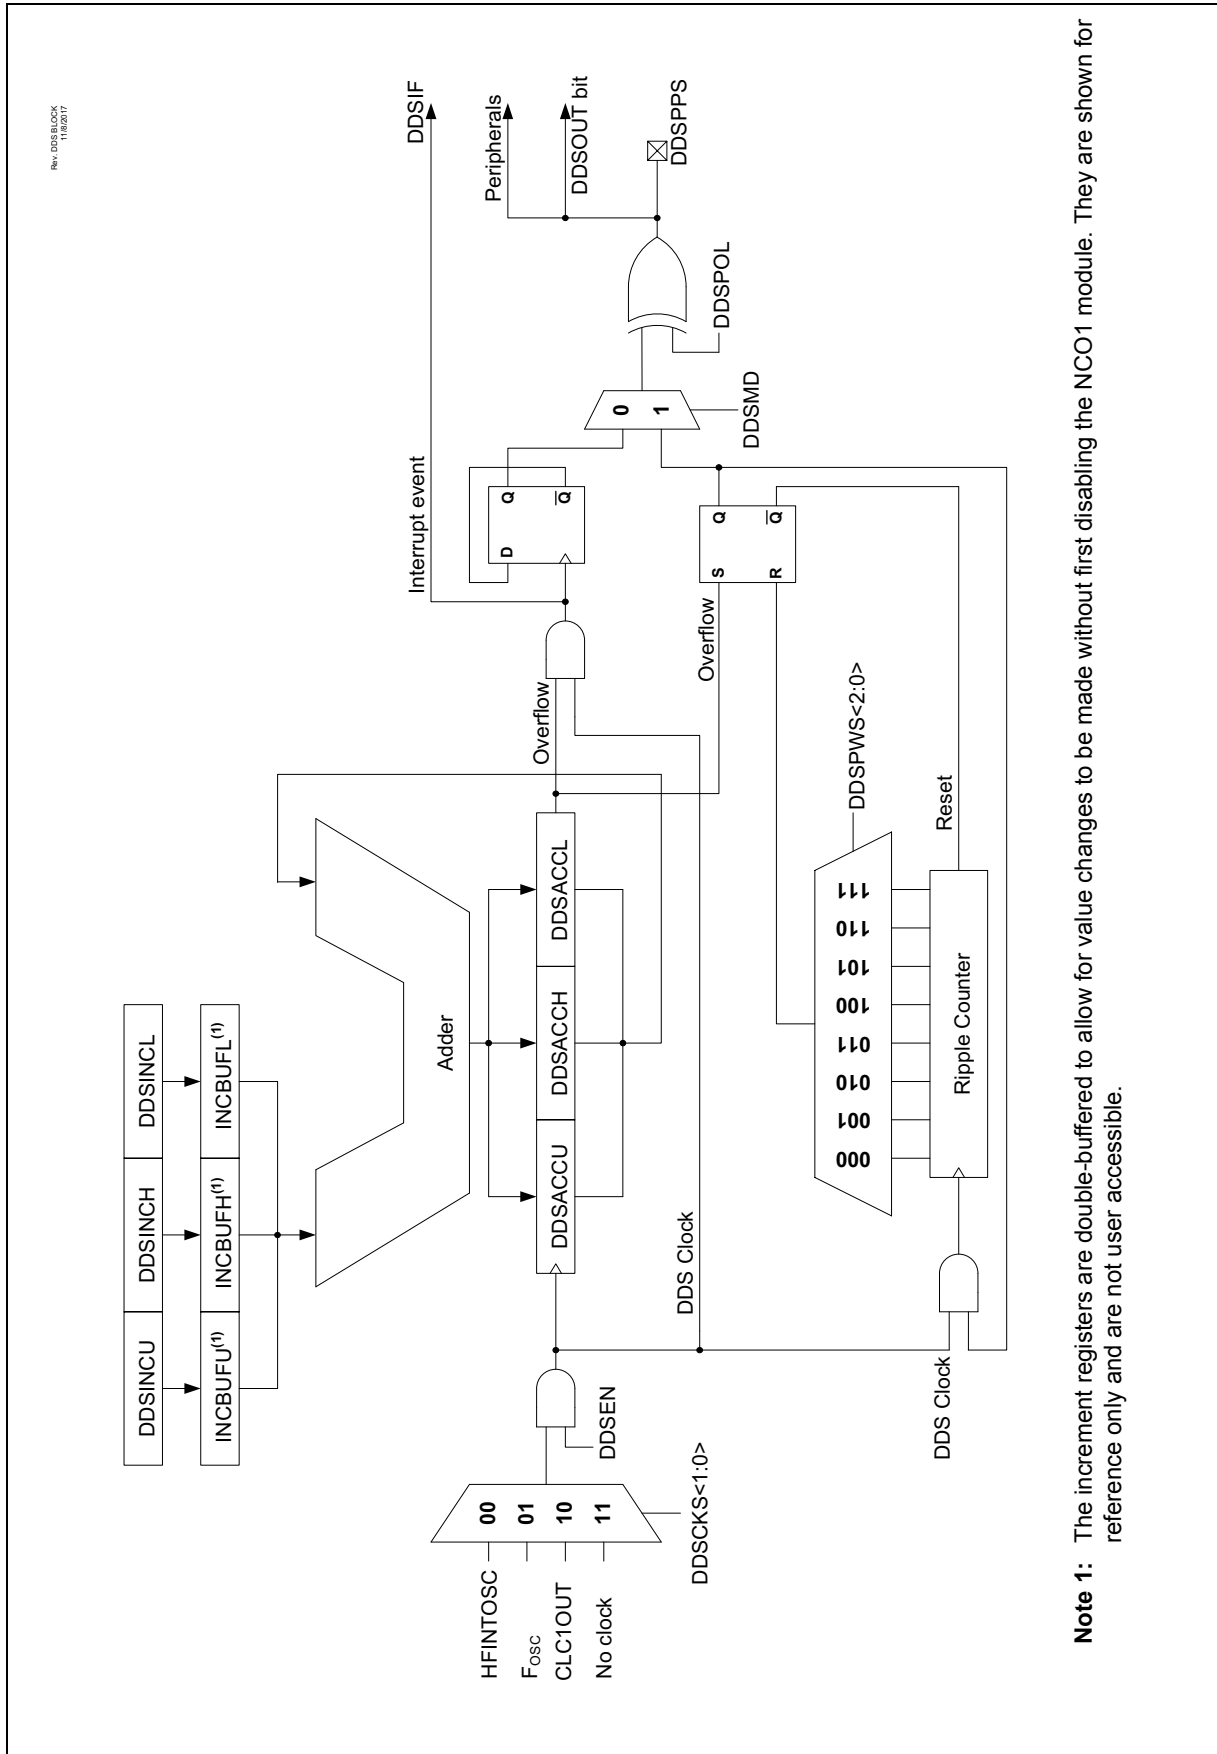 Rev. DDS BLOCK
11/8/2017
DDSINCU
DDSINCH
DDSINCL
INCBUFU(1)
INCBUFH(1)
INCBUFL(1)
Adder
DDSACCU
DDSACCH
DDSACCL
HFINTOSC
FOSC
CLC1OUT
No clock
00
01
10
11
DDSCKS<1:0>
DDSEN
DDS Clock
Overflow
Interrupt event
DDSIF
D
Q
Q
Peripherals
DDSOUT bit
DDSPPS
0
1
DDSMD
DDSPOL
Overflow
S
Q
R
Q
DDSPWS<2:0>
000
001
010
011
100
101
110
111
Ripple Counter
Reset
DDS Clock
Note 1: The increment registers are double-buffered to allow for value changes to be made without first disabling the NCO1 module. They are shown for
reference only and are not user accessible.